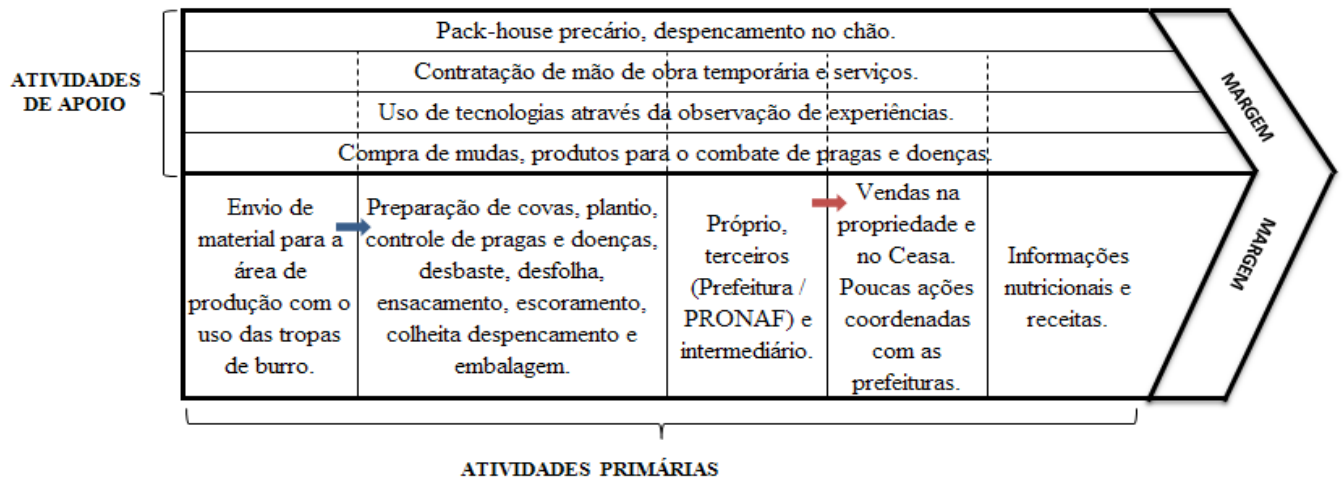 Pack-house precário, despencamento no chão.
ATIVIDADES
DE APOIO
Contratação de mão de obra temporária e serviços.
Uso de tecnologias através da observação de experiências.
Compra de mudas, produtos para o combate de pragas e doenças.
MARGEM
Envio de
material para a
área de
produção com o
uso das tropas
de burro.
Preparação de covas, plantio,
controle de pragas e doenças,
desbaste, desfolha,
ensacamento, escoramento,
colheita despencamento e
embalagem.
Próprio,
terceiros
(Prefeitura /
PRONAF) e
intermediário.
Vendas na
propriedade e
no Ceasa.
Poucas ações
coordenadas
com as
prefeituras.
Informações
nutricionais e
receitas.
MARGEM
ATIVIDADES PRIMÁRIAS